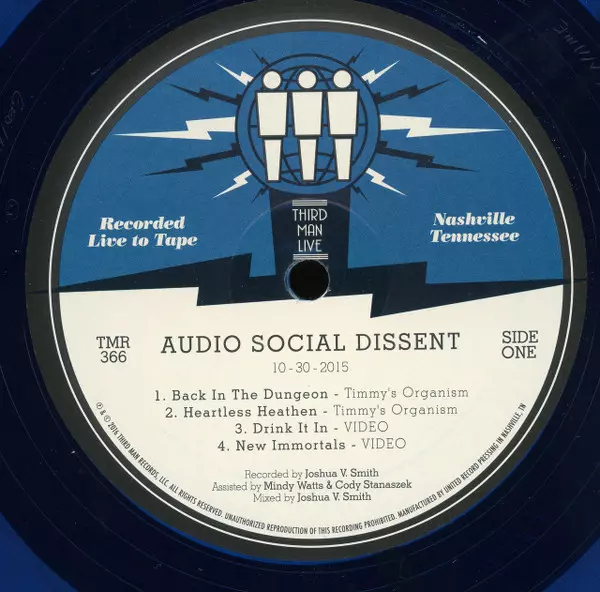 Recorded
Live to Tape
THIRD
MAN
LIVE
Nashville
Tennessee
TMR
366
AUDIO SOCIAL DISSENT
10-30-2015
SIDE
ONE
1. Back In The Dungeon - Timmy's Organism
2. Heartless Heathen - Timmy's Organism
3. Drink It In - VIDEO
4. New Immortals - VIDEO
Recorded by Joshua V. Smith
Assisted by Mindy Watts & Cody Stanaszek
Mixed by Joshua V. Smith
℗ & © 2016 THIRD MAN RECORDS, LLC. ALL RIGHTS RESERVED. UNAUTHORIZED REPRODUCTION OF THIS RECORDING PROHIBITED. MANUFACTURED BY UNITED RECORD PRESSING IN NASHVILLE, TN